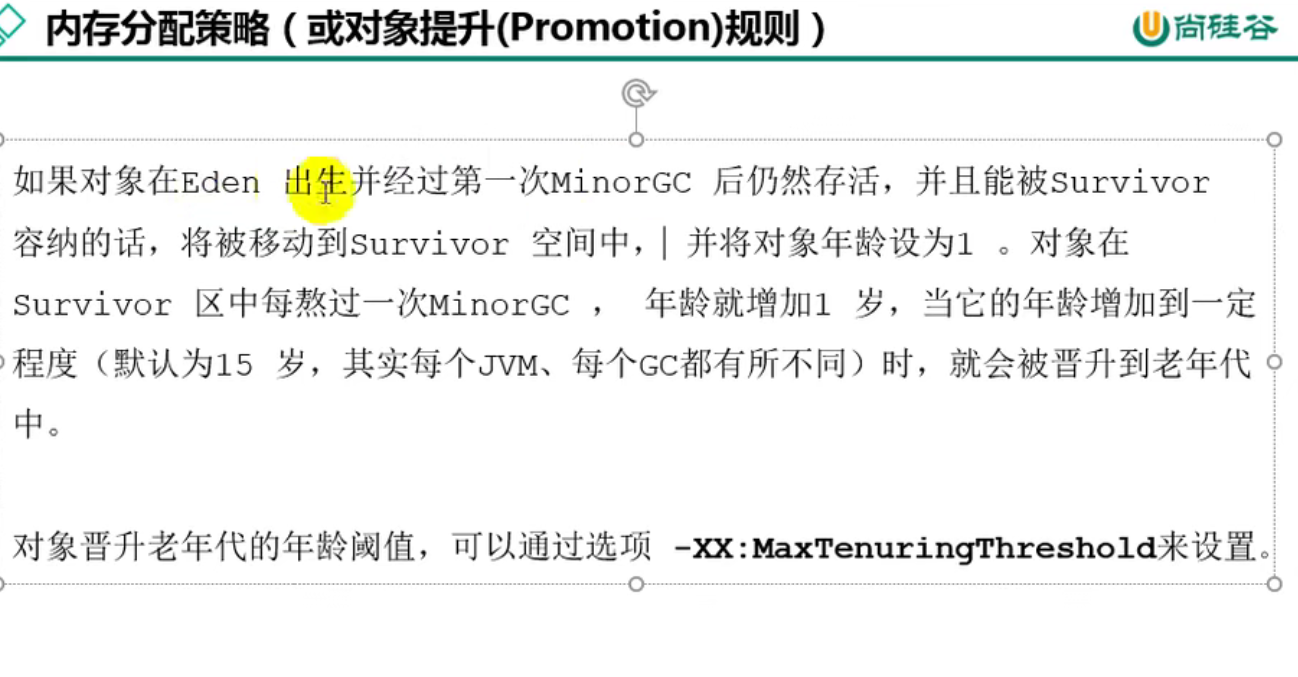 内存分配策略（或对象提升(Promotion)规则）
尚硅谷
如果对象在Eden 出生并经过第一次MinorGC 后仍然存活，并且能被Survivor
容纳的话，将被移动到Survivor 空间中， 并将对象年龄设为1 。对象在
Survivor 区中每熬过一次MinorGC ， 年龄就增加1 岁，当它的年龄增加到一定
程度（默认为15 岁，其实每个JVM、每个GC都有所不同）时，就会被晋升到老年代
中。
对象晋升老年代的年龄阈值，可以通过选项 -XX:MaxTenuringThreshold来设置。